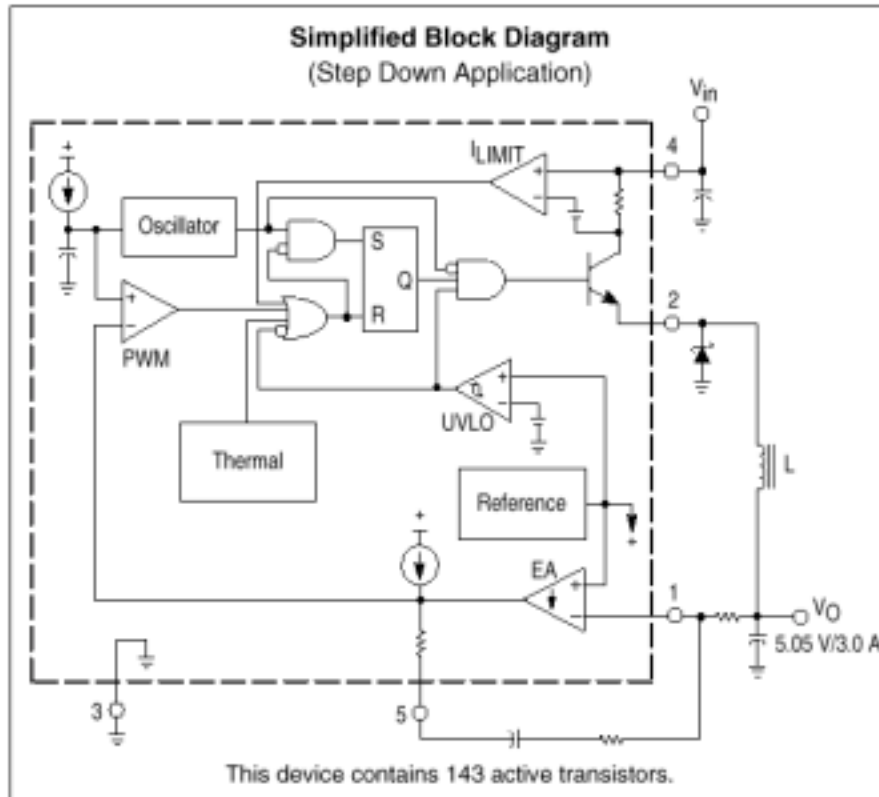 Simplified Block Diagram
(Step Down Application)
Vin
4
ILIMIT
+
-
+
Oscillator
S
Q
R
+
-
PWM
2
+
-
UVLO
Thermal
L
Reference
+
+
EA
+
-
1
VO
5.05 V/3.0 A
3
5
This device contains 143 active transistors.